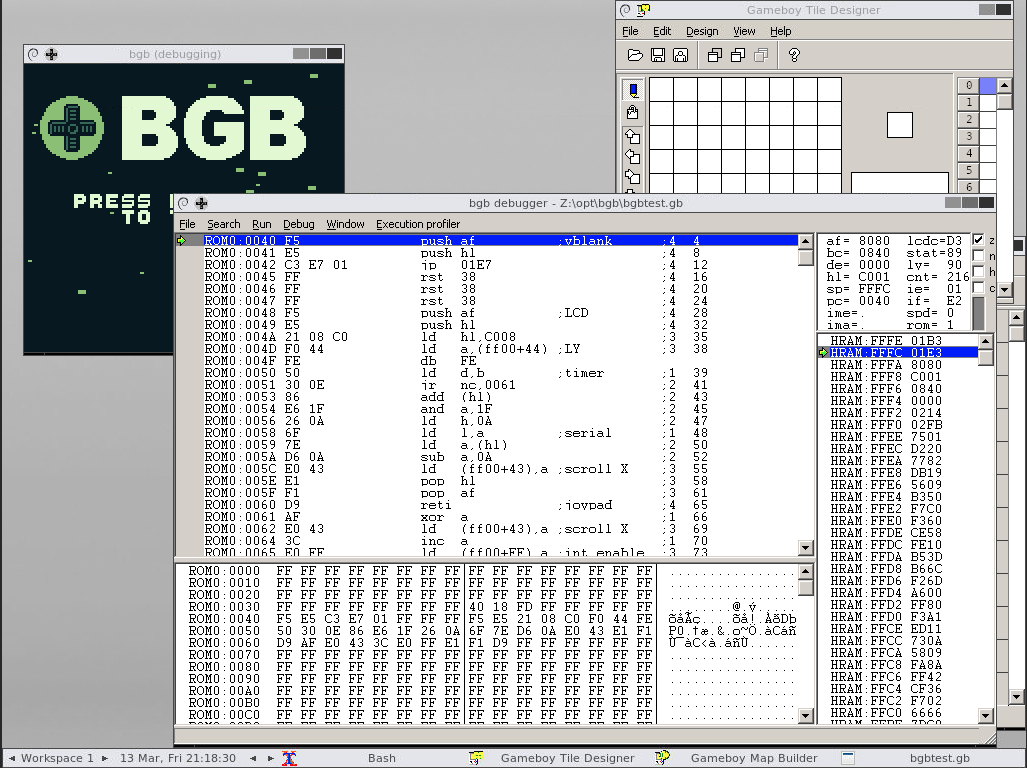 bgb (debugging)
BGB
PRESS
TO
Gameboy Tile Designer
File Edit Design View Help
0
1
2
3
4
5
6
bgb debugger - Z:\opt\bgb\bgbtest.gb
File Search Run Debug Window Execution profiler
ROM0:0040 F5 push af ;vblank ;4 4
ROM0:0041 E5 push hl ;4 8
ROM0:0042 C3 E7 01 jp 01E7 ;4 12
ROM0:0045 FF rst 38 ;4 16
ROM0:0046 FF rst 38 ;4 20
ROM0:0047 FF rst 38 ;4 24
ROM0:0048 F5 push af ;LCD ;4 28
ROM0:0049 E5 push hl ;4 32
ROM0:004A 21 08 C0 ld hl,C008 ;3 35
ROM0:004D F0 44 ld a,(ff00+44) ;LY ;3 38
ROM0:004F FE db FE
ROM0:0050 50 ld d,b ;timer ;1 39
ROM0:0051 30 0E jr nc,0061 ;2 41
ROM0:0053 86 add (hl) ;2 43
ROM0:0054 E6 1F and a,1F ;2 45
ROM0:0056 26 0A ld h,0A ;2 47
ROM0:0058 6F ld l,a ;serial ;1 48
ROM0:0059 7E ld a,(hl) ;2 50
ROM0:005A D6 0A sub a,0A ;2 52
ROM0:005C E0 43 ld (ff00+43),a ;scroll X ;3 55
ROM0:005E E1 pop hl ;3 58
ROM0:005F F1 pop af ;3 61
ROM0:0060 D9 reti ;joypad ;4 65
ROM0:0061 AF xor a ;1 66
ROM0:0062 E0 43 ld (ff00+43),a ;scroll X ;3 69
ROM0:0064 3C inc a ;1 70
ROM0:0065 E0 FF ld (ff00+FF),a ;int enable ;3 73
af= 8080 lcdc=D3 z
bc= 0840 stat=89 n
de= 0000 lv= 90 h
hl= C001 cnt= 216 c
sp= FFFC ie= 01
pc= 0040 if= E2
ime=. spd= 0
ima=. rom= 1
HRAM:FFFE 01B3
HRAM:FFFC 01E3
HRAM:FFFA 8080
HRAM:FFF8 C001
HRAM:FFF6 0840
HRAM:FFF4 0000
HRAM:FFF2 0214
HRAM:FFF0 02FB
HRAM:FFEE 7501
HRAM:FFEC D220
HRAM:FFEA 7782
HRAM:FFE8 DB19
HRAM:FFE6 5609
HRAM:FFE4 B350
HRAM:FFE2 F7C0
HRAM:FFE0 F360
HRAM:FFDE CE58
HRAM:FFDC FE10
HRAM:FFDA B53D
HRAM:FFD8 B66C
HRAM:FFD6 F26D
HRAM:FFD4 A600
HRAM:FFD2 FF80
HRAM:FFD0 F3A1
HRAM:FFCE ED11
HRAM:FFCC 730A
HRAM:FFCA 5809
HRAM:FFC8 FA8A
HRAM:FFC6 FF42
HRAM:FFC4 CF36
HRAM:FFC2 F702
HRAM:FFC0 6666
ROM0:0000 FF FF FF FF FF FF FF FF FF FF FF FF FF FF FF FF ................
ROM0:0010 FF FF FF FF FF FF FF FF FF FF FF FF FF FF FF FF ................
ROM0:0020 FF FF FF FF FF FF FF FF FF FF FF FF FF FF FF FF ................
ROM0:0030 FF FF FF FF FF FF FF FF 40 18 FD FF FF FF FF FF ........@.ý.....
ROM0:0040 F5 E5 C3 E7 01 FF FF FF F5 E5 21 08 C0 F0 44 FE õåÃç....õå!.ÀðDþ
ROM0:0050 50 30 0E 86 E6 1F 26 0A 6F 7E D6 0A E0 43 E1 F1 P0.†æ.&.o~Ö.àCáñ
ROM0:0060 D9 AF E0 43 3C E0 FF E1 F1 D9 FF FF FF FF FF FF Ù¯àC<à.áñÙ......
ROM0:0070 FF FF FF FF FF FF FF FF FF FF FF FF FF FF FF FF ................
ROM0:0080 FF FF FF FF FF FF FF FF FF FF FF FF FF FF FF FF ................
ROM0:0090 FF FF FF FF FF FF FF FF FF FF FF FF FF FF FF FF ................
ROM0:00A0 FF FF FF FF FF FF FF FF FF FF FF FF FF FF FF FF ................
ROM0:00B0 FF FF FF FF FF FF FF FF FF FF FF FF FF FF FF FF ................
ROM0:00C0 FF FF FF FF FF FF FF FF FF FF FF FF FF FF FF FF ................
Workspace 1 13 Mar, Fri 21:18:30 Bash Gameboy Tile Designer Gameboy Map Builder bgbtest.gb